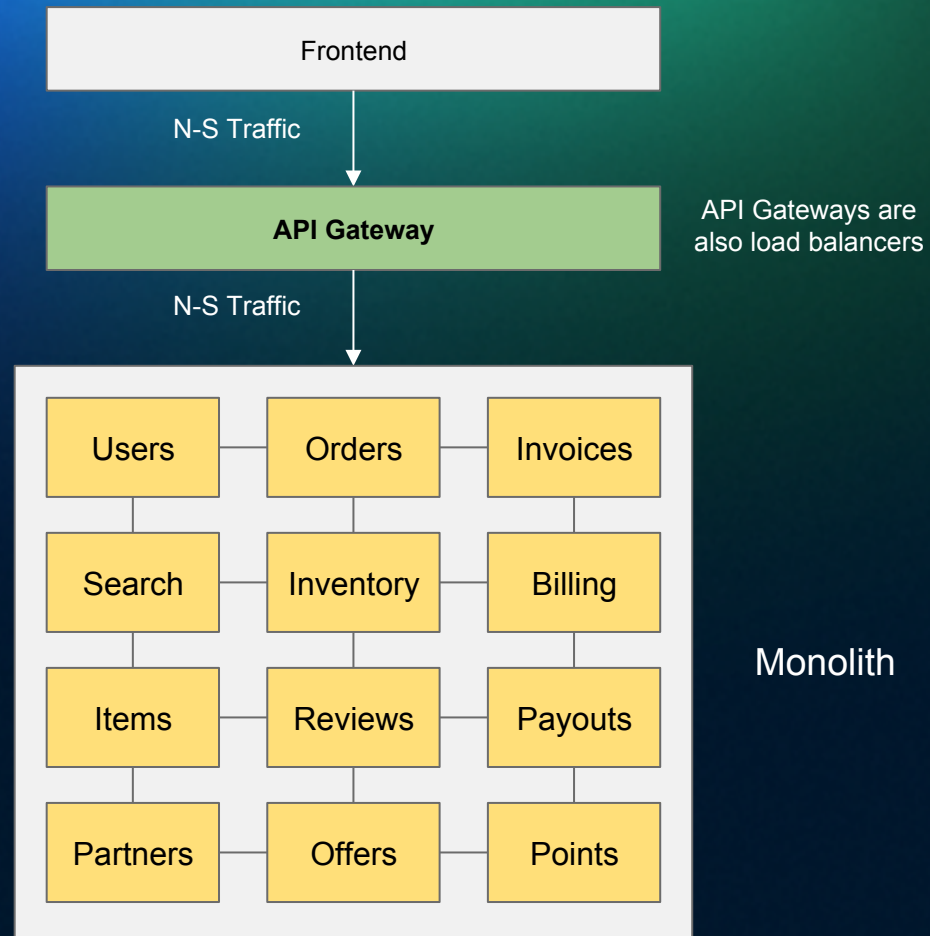 Frontend
N-S Traffic
API Gateway
API Gateways are
also load balancers
N-S Traffic
Users
Orders
Invoices
Search
Inventory
Billing
Monolith
Items
Reviews
Payouts
Partners
Offers
Points